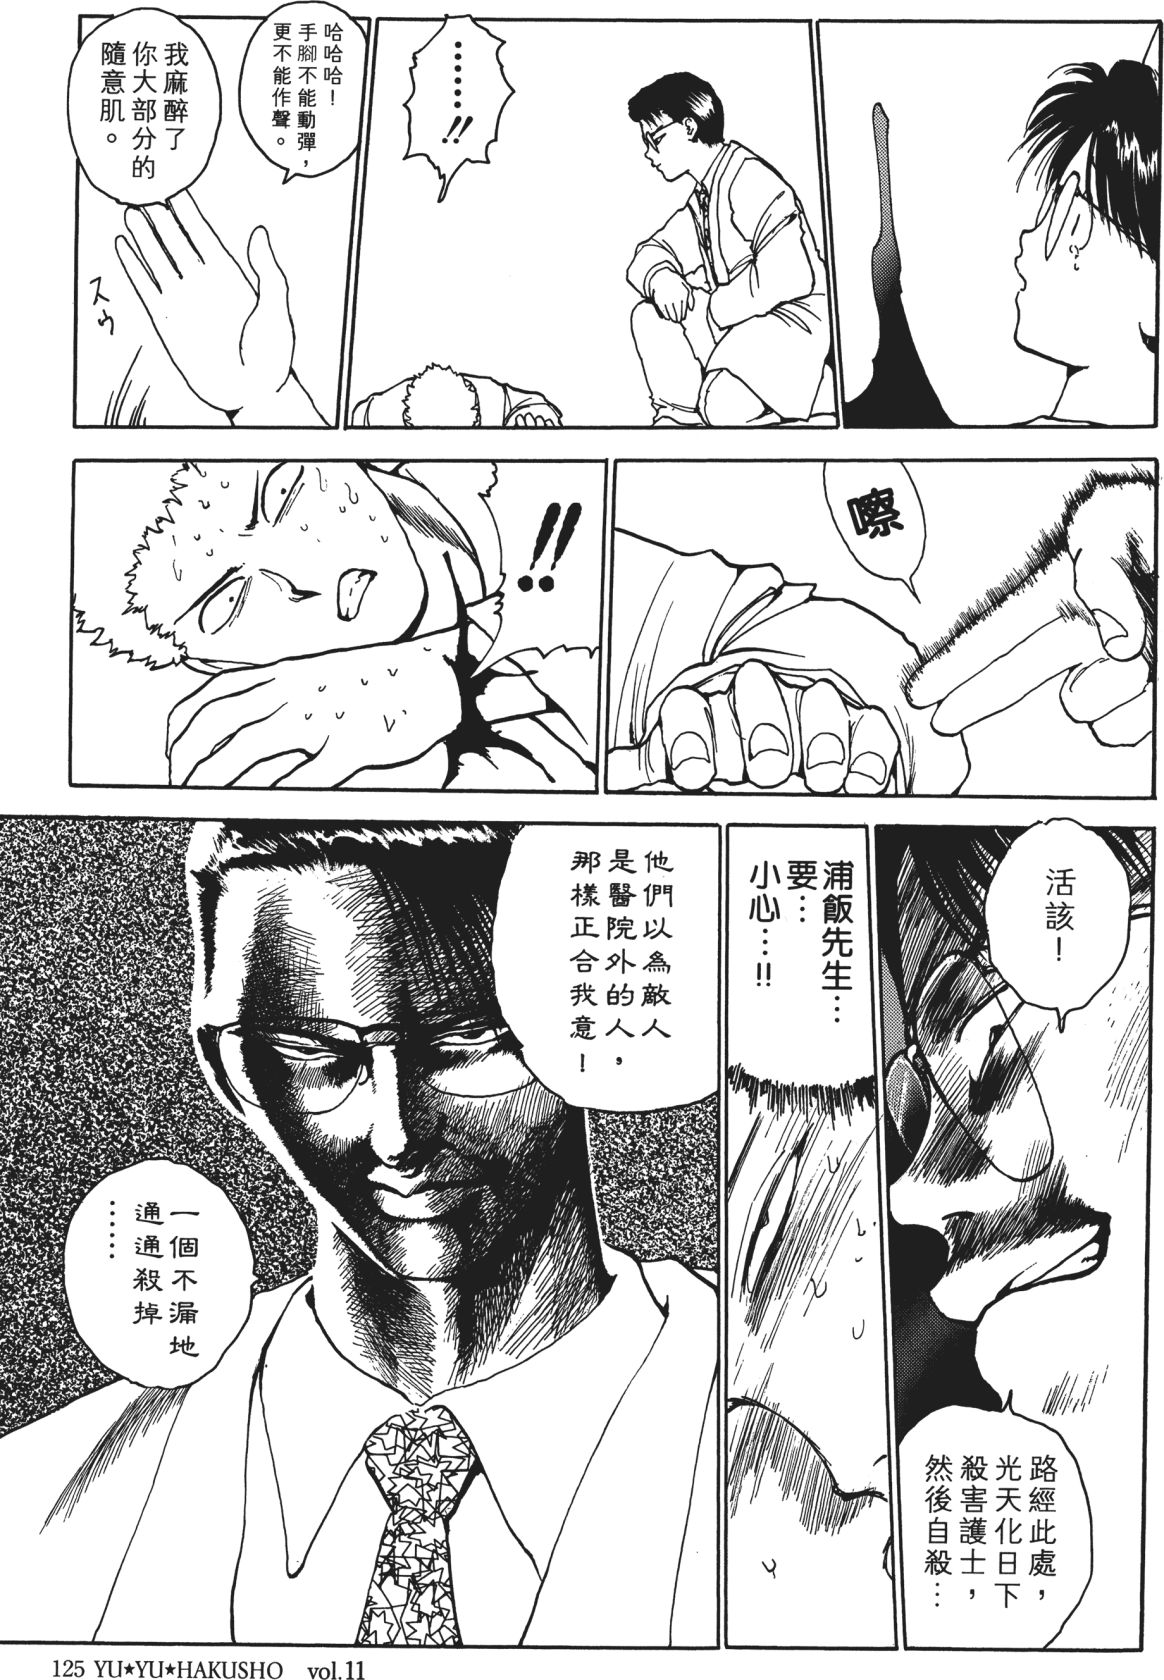 ……!!
哈哈哈！
手腳不能動彈，
更不能作聲。
我麻醉了
你大部分的
隨意肌。
スウ
嚓
!!
活該！
路經此處，
光天化日下
殺害護士，
然後自殺…
浦飯先生…
要…
小心…!!
他們以為敵人
是醫院外的人，
那樣正合我意！
一個不漏地
通通殺掉
……
125 YU★YU★HAKUSHO vol.11